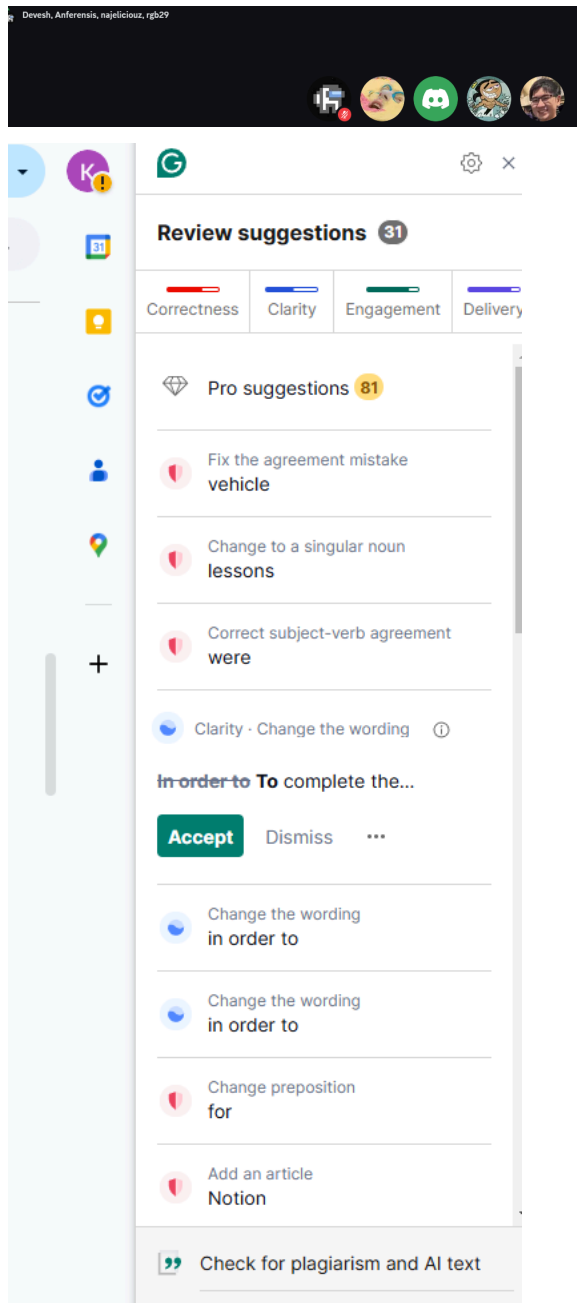 Devesh, Anferensis, najeliciouz, rgb29
K
!
31
G
Review suggestions 31
Correctness
Clarity
Engagement
Delivery
Pro suggestions 81
Fix the agreement mistake
vehicle
Change to a singular noun
lessons
Correct subject-verb agreement
were
Clarity · Change the wording
In order to To complete the...
Accept
Dismiss
Change the wording
in order to
Change the wording
in order to
Change preposition
for
Add an article
Notion
Check for plagiarism and AI text